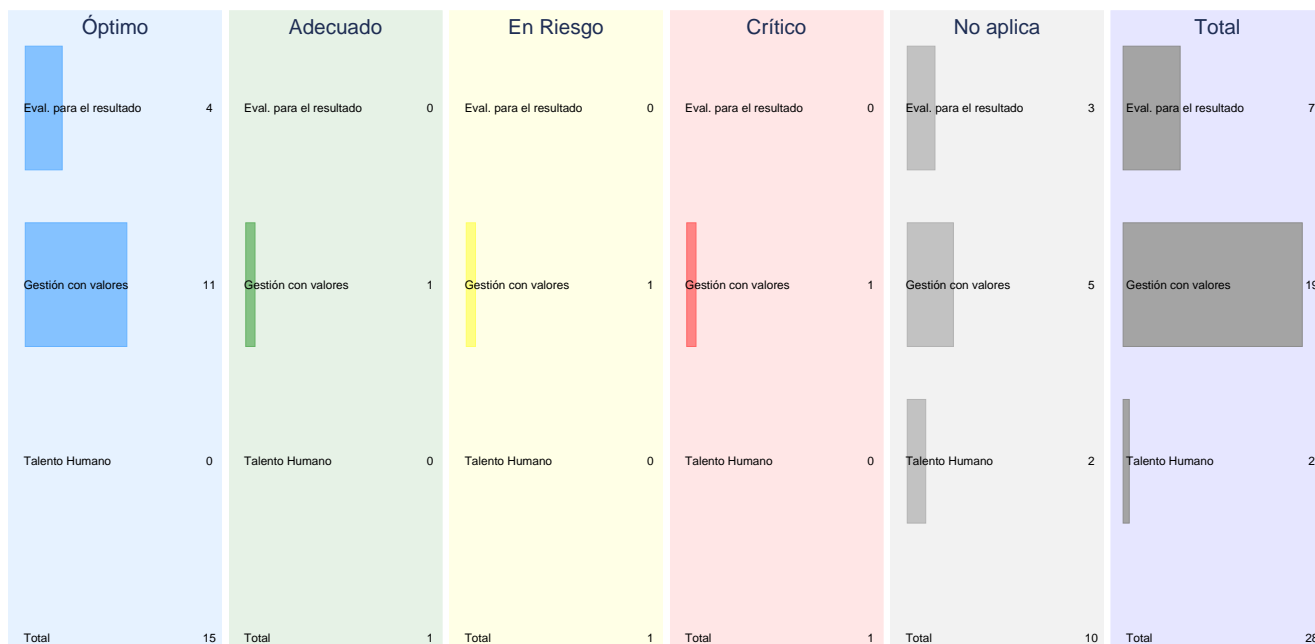 Óptimo Adecuado En Riesgo Crítico No aplica Total
Eval. para el resultado 4 Eval. para el resultado 0 Eval. para el resultado 0 Eval. para el resultado 0 Eval. para el resultado 3 Eval. para el resultado 7
Gestión con valores 11 Gestión con valores 1 Gestión con valores 1 Gestión con valores 1 Gestión con valores 5 Gestión con valores 19
Talento Humano 0 Talento Humano 0 Talento Humano 0 Talento Humano 0 Talento Humano 2 Talento Humano 2
Total 15 Total 1 Total 1 Total 1 Total 10 Total 28